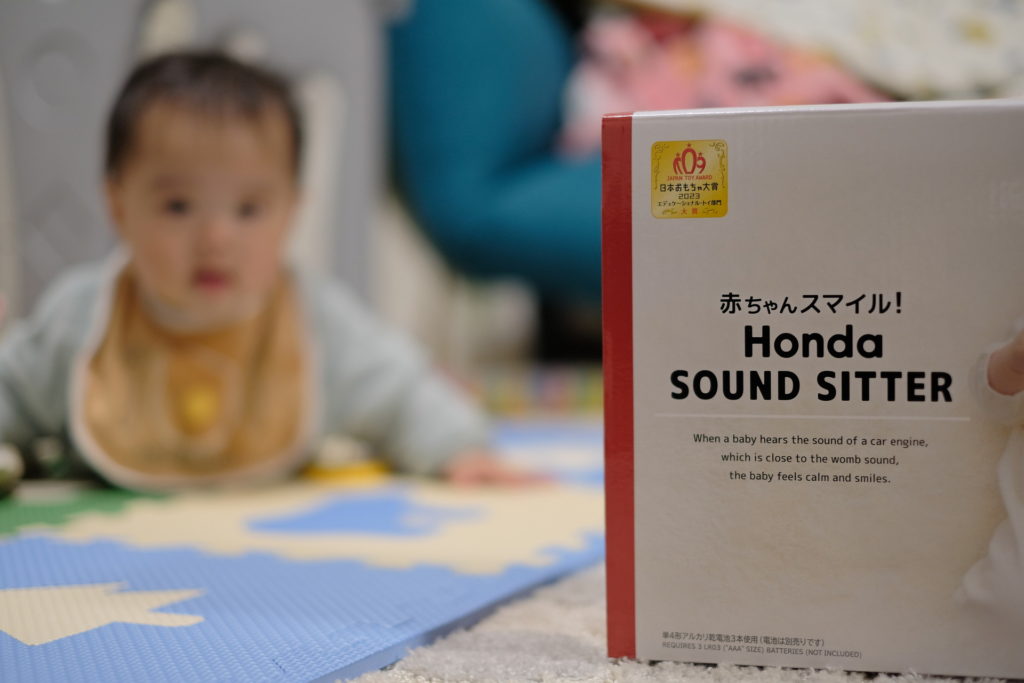 JAPAN TOY AWARD
日本おもちゃ大賞
2023
エデュケーショナル・トイ部門
大賞
赤ちゃんスマイル!
Honda
SOUND SITTER
When a baby hears the sound of a car engine,
which is close to the womb sound,
the baby feels calm and smiles.
単4形アルカリ乾電池3本使用 (電池は別売りです)
REQUIRES 3 LR03 ("AAA" SIZE) BATTERIES (NOT INCLUDED)